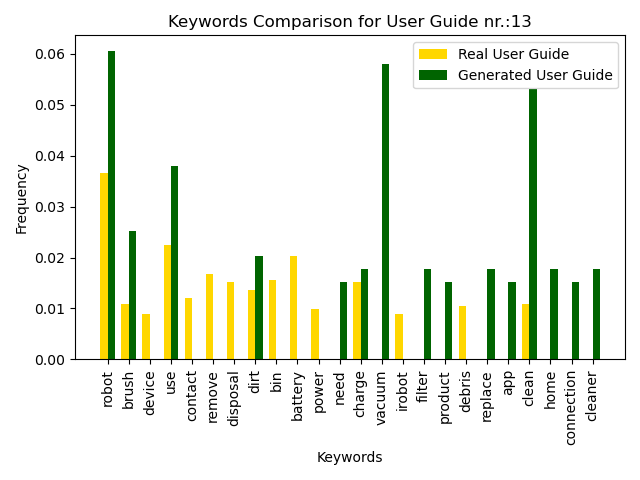 Keywords Comparison for User Guide nr.:13
Real User Guide
Generated User Guide
Frequency
0.06
0.05
0.04
0.03
0.02
0.01
0.00
robot
brush
device
use
contact
remove
disposal
dirt
bin
battery
power
need
charge
vacuum
irobot
filter
product
debris
replace
app
clean
home
connection
cleaner
Keywords